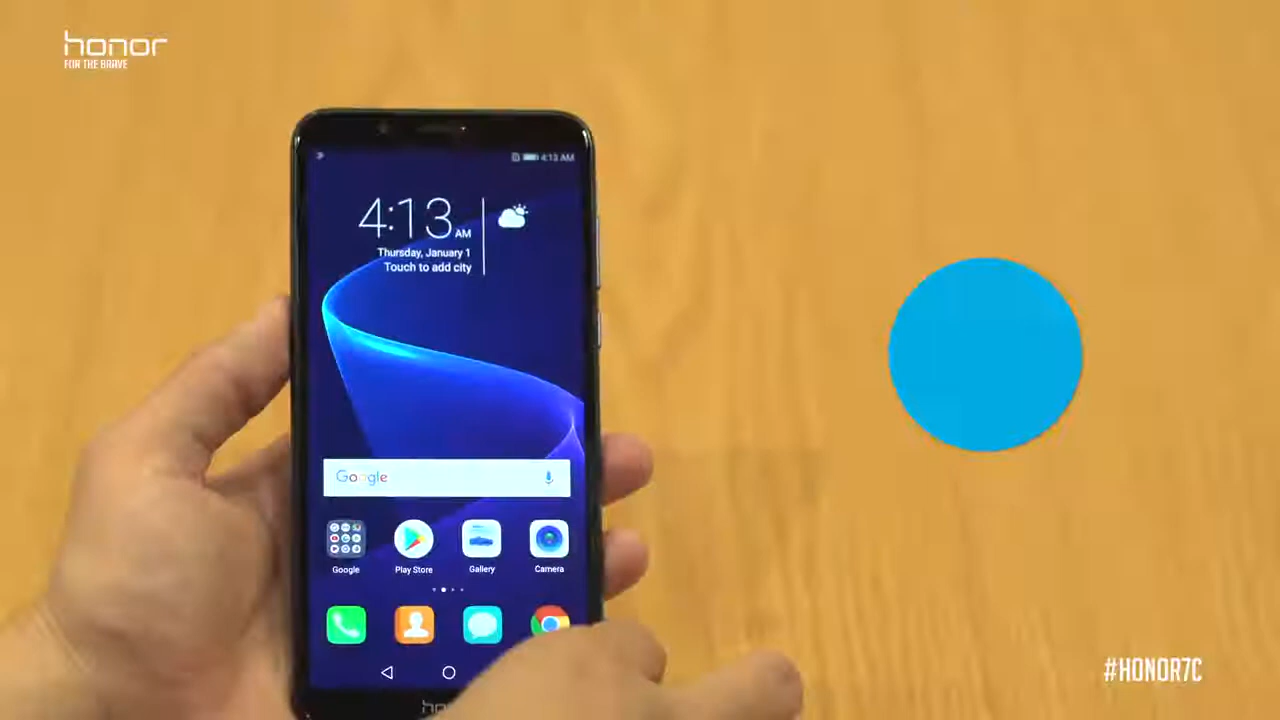 honor
FOR THE BRAVE
4:13 AM
4:13 AM
Thursday, January 1
Touch to add city
Google
Google
Play Store
Gallery
Camera
#HONOR7C